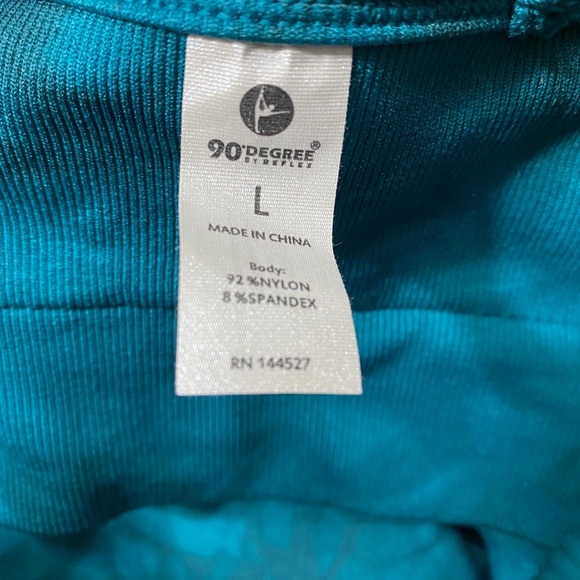 90°DEGREE®
BY REFLEX
L
MADE IN CHINA
Body:
92 %NYLON
8 %SPANDEX
RN 144527